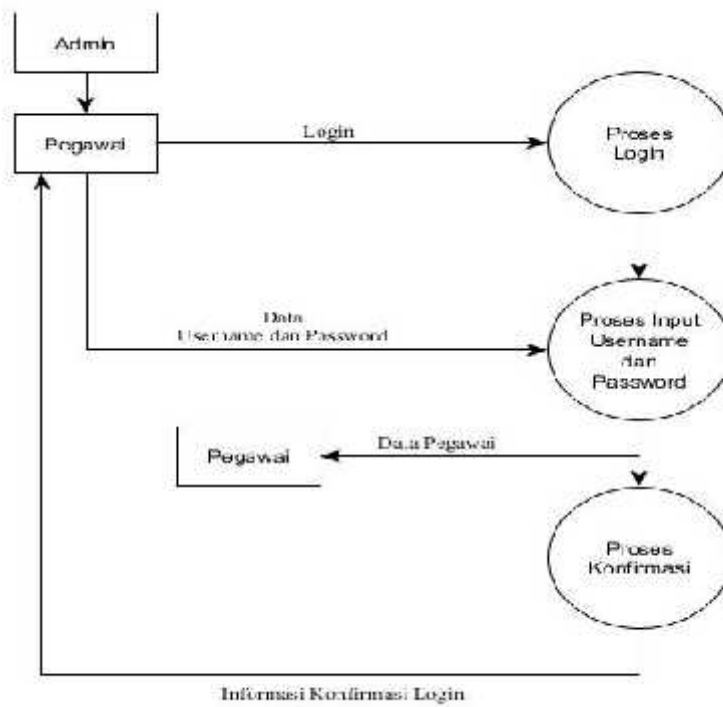 Admin
Pegawai
Login
Proses
Login
Data
Username dan Password
Proses Input
Username
dan
Password
Pegawai
Data Pegawai
Proses
Konfirmasi
Informasi Konfirmasi Login